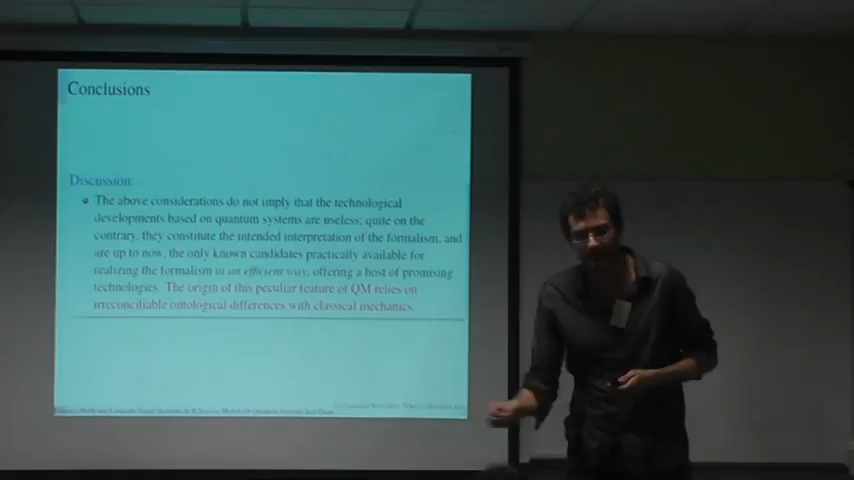 Conclusions
Discussion:
The above considerations do not imply that the technological
developments based on quantum systems are useless; quite on the
contrary, they constitute the intended interpretation of the formalism, and
are up to now, the only known candidates practically available for
realizing the formalism in an efficient way, offering a host of promising
technologies. The origin of this peculiar feature of QM relies on
irreconciliable ontological differences with classical mechanics.